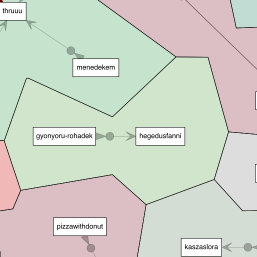 thruuu
menedekem
gyonyoru-rohadek
hegedusfanni
pizzawithdonut
kaszaslora